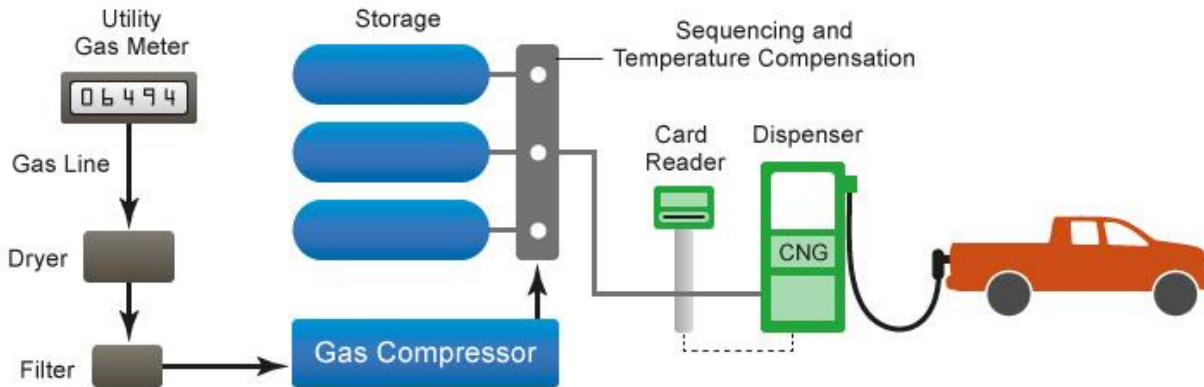 Utility
Gas Meter
06494
Gas Line
Dryer
Filter
Storage
Gas Compressor
Sequencing and
Temperature Compensation
Card
Reader
Dispenser
CNG